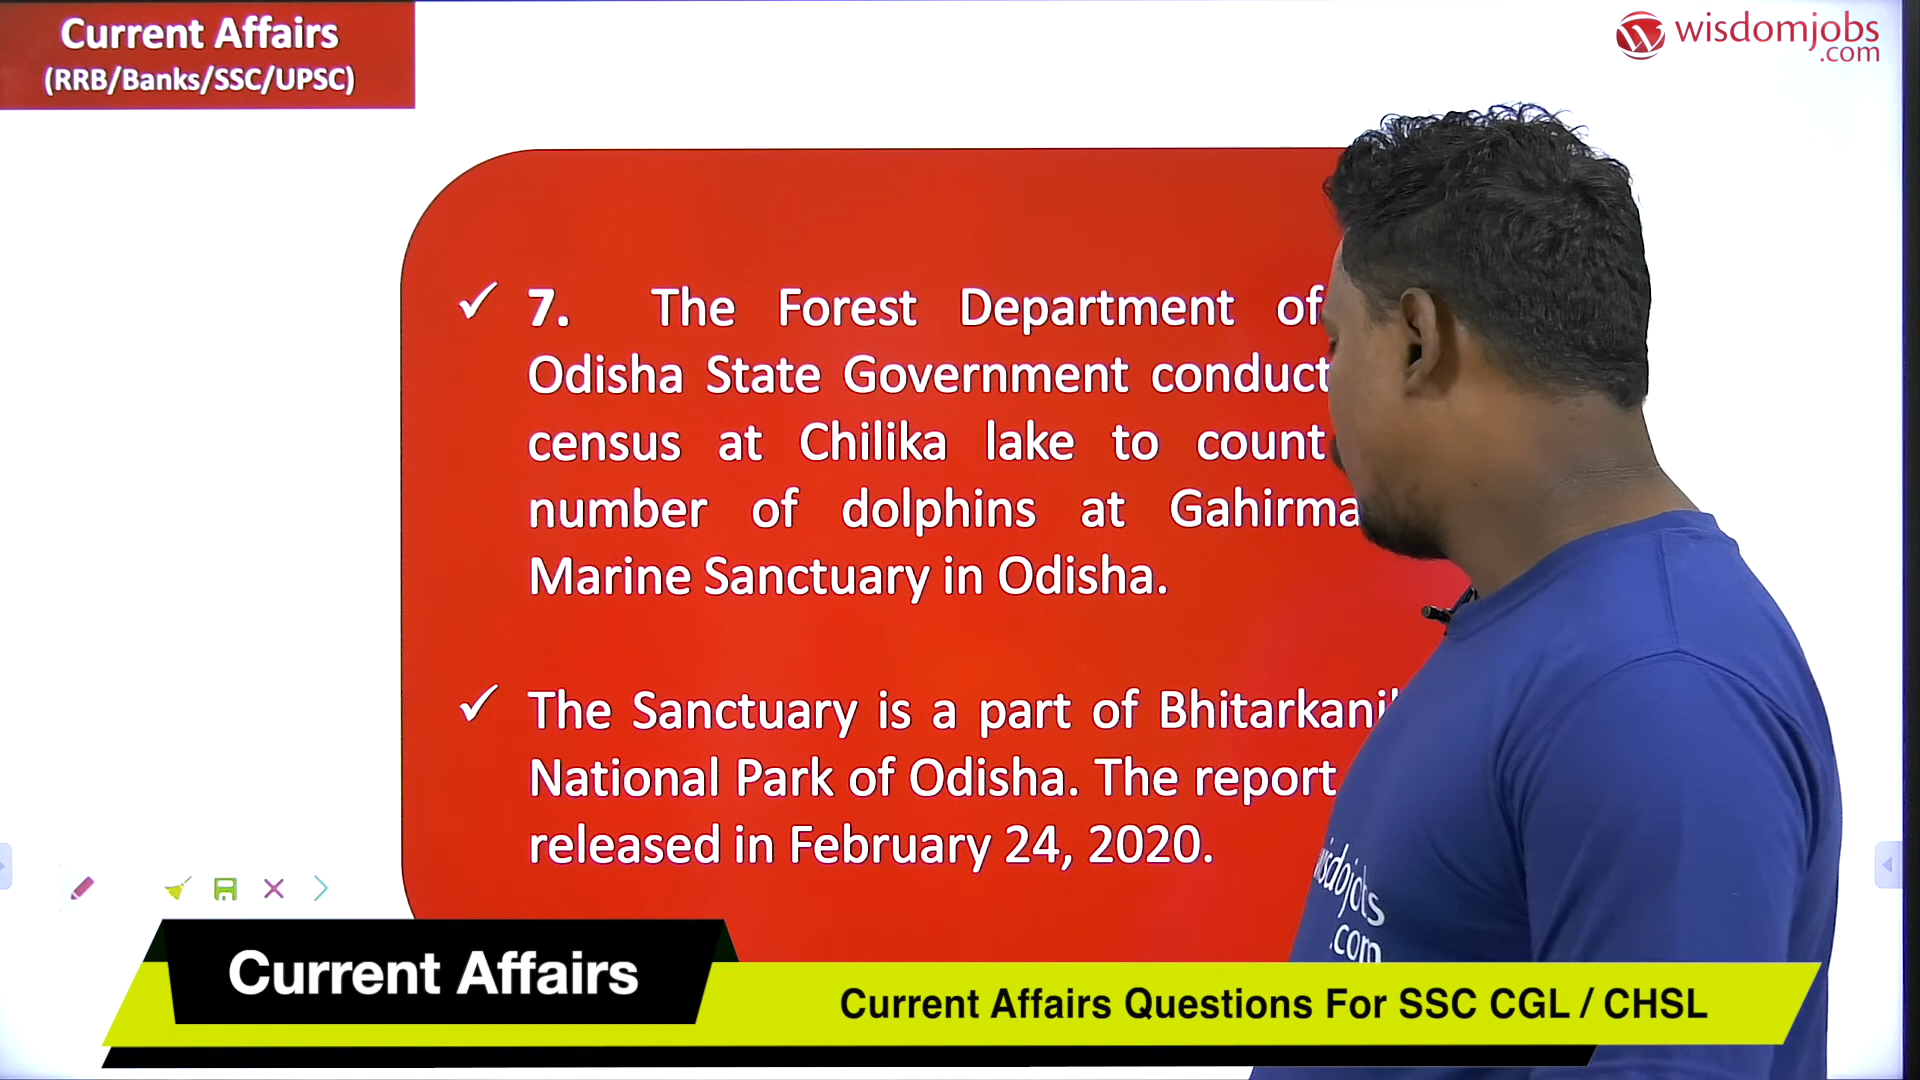 Current Affairs
(RRB/Banks/SSC/UPSC)
wisdomjobs
.com
✓ 7. The Forest Department of
Odisha State Government conduct
census at Chilika lake to count
number of dolphins at Gahirma
Marine Sanctuary in Odisha.
✓ The Sanctuary is a part of Bhitarkani
National Park of Odisha. The report
released in February 24, 2020.
wisdojobs
.com
Current Affairs
Current Affairs Questions For SSC CGL / CHSL